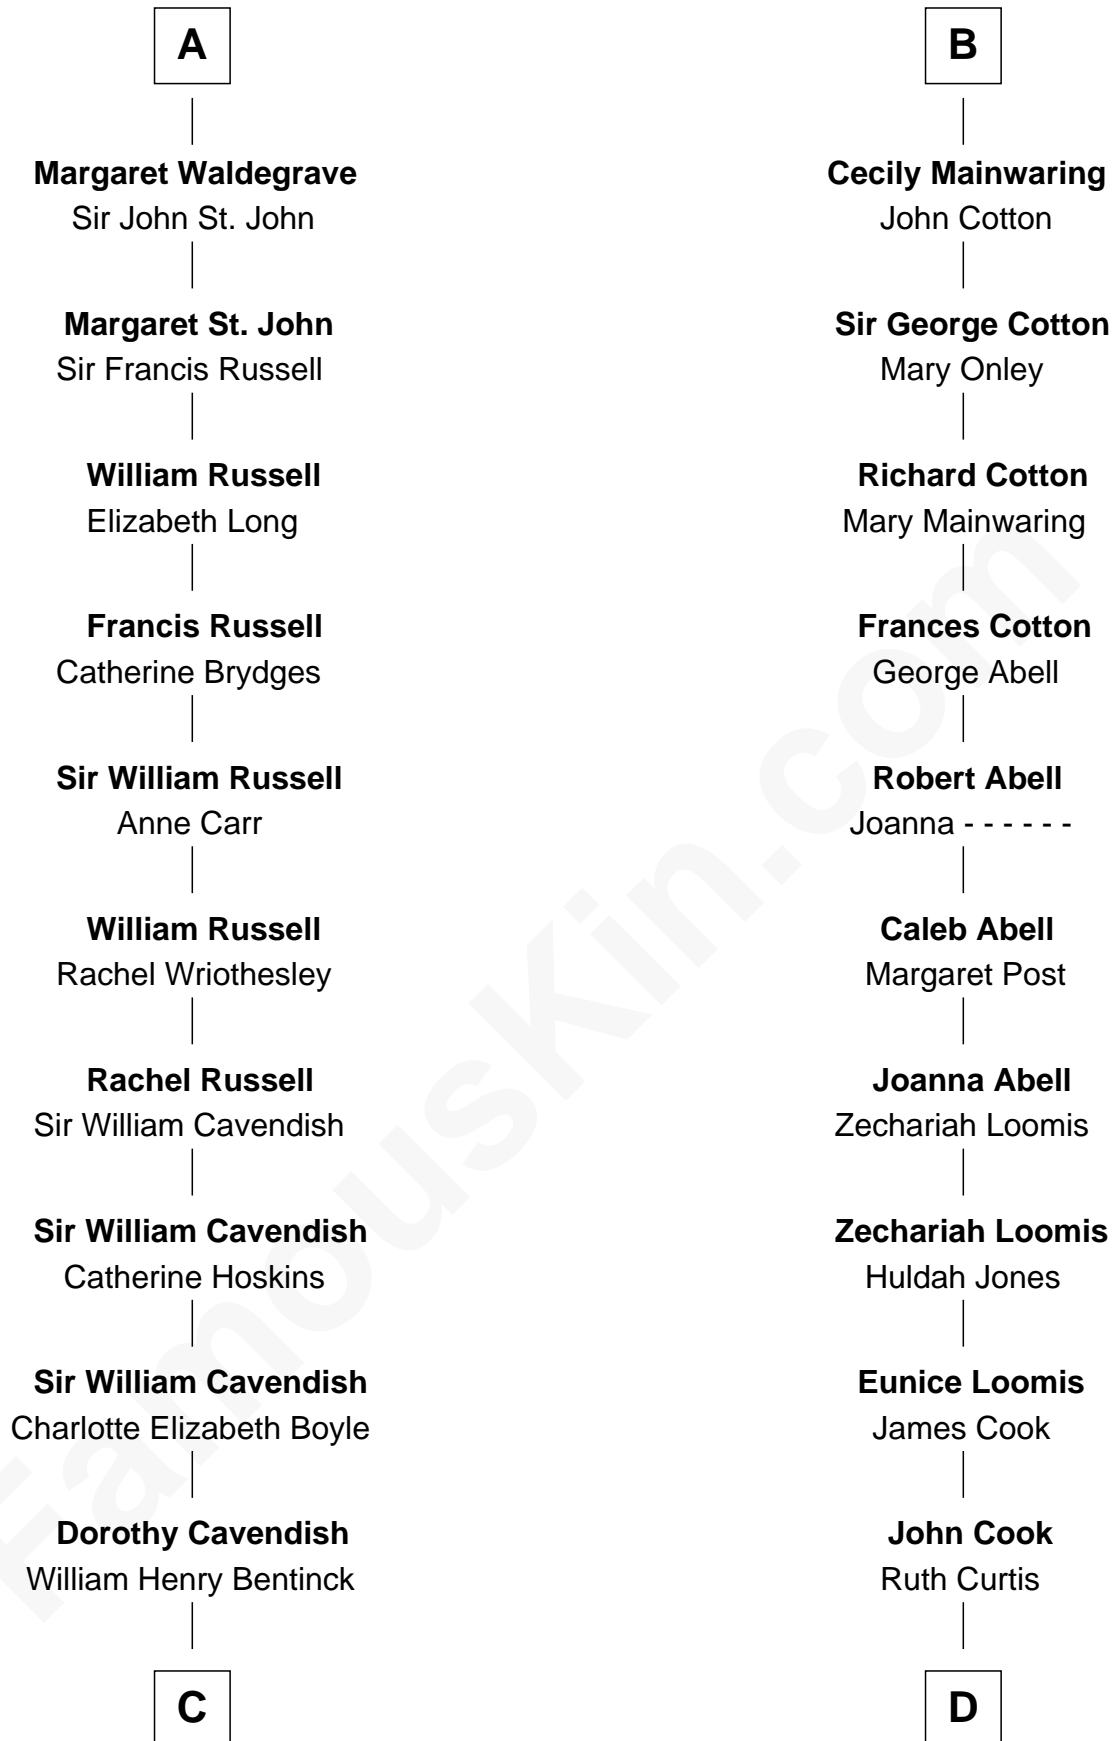 A
Margaret Waldegrave
Sir John St. John
Margaret St. John
Sir Francis Russell
William Russell
Elizabeth Long
Francis Russell
Catherine Brydges
Sir William Russell
Anne Carr
William Russell
Rachel Wriothesley
Rachel Russell
Sir William Cavendish
Sir William Cavendish
Catherine Hoskins
Sir William Cavendish
Charlotte Elizabeth Boyle
Dorothy Cavendish
William Henry Bentinck
C
B
Cecily Mainwaring
John Cotton
Sir George Cotton
Mary Onley
Richard Cotton
Mary Mainwaring
Frances Cotton
George Abell
Robert Abell
Joanna - - - - - -
Caleb Abell
Margaret Post
Joanna Abell
Zechariah Loomis
Zechariah Loomis
Huldah Jones
Eunice Loomis
James Cook
John Cook
Ruth Curtis
D
FamousKin.com